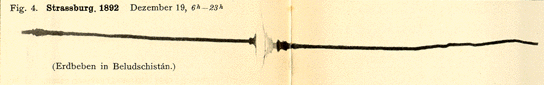 Fig. 4. Strassburg, 1892 Dezember 19, 6ʰ—23ʰ
(Erdbeben in Beludschistán.)